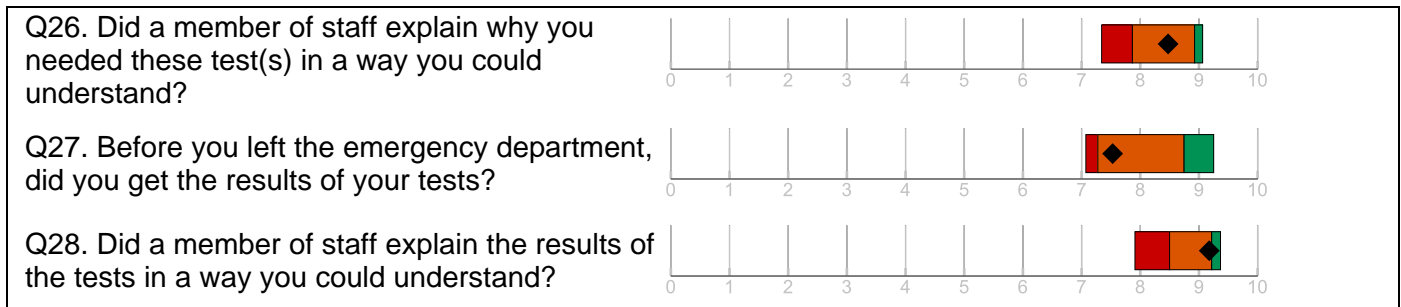 Q26. Did a member of staff explain why you
needed these test(s) in a way you could
understand?
0 1 2 3 4 5 6 7 8 9 10
Q27. Before you left the emergency department,
did you get the results of your tests?
0 1 2 3 4 5 6 7 8 9 10
Q28. Did a member of staff explain the results of
the tests in a way you could understand?
0 1 2 3 4 5 6 7 8 9 10